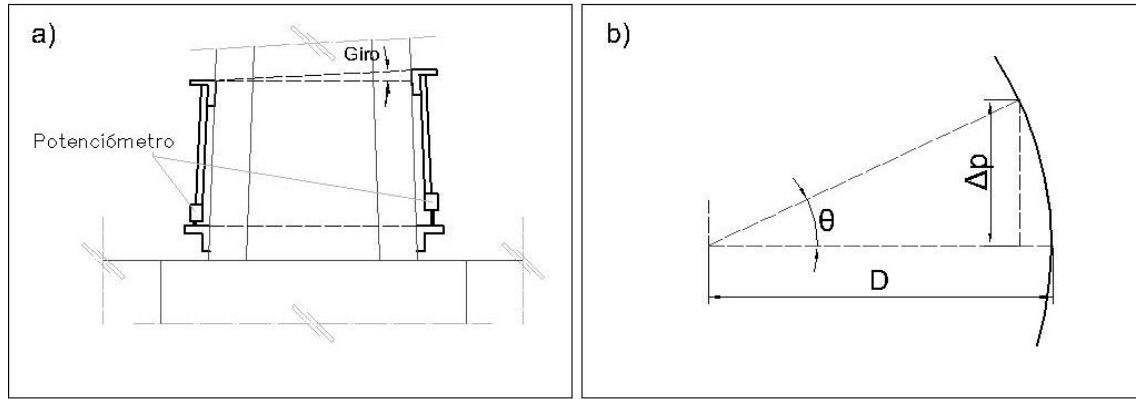 a)
Giro
Potenciómetro
b)
Δp
θ
D